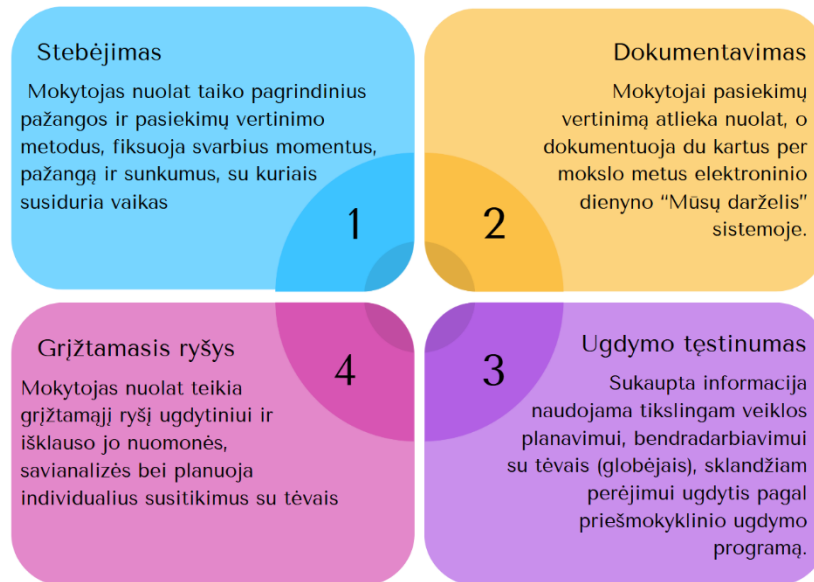 Stebėjimas
Mokytojas nuolat taiko pagrindinius
pažangos ir pasiekimų vertinimo
metodus, fiksuoja svarbius momentus,
pažangą ir sunkumus, su kuriais
susiduria vaikas
1
Dokumentavimas
Mokytojai pasiekimų
vertinimą atlieka nuolat, o
dokumentuoja du kartus per
mokslo metus elektroninio
dienyno “Mūsų darželis”
sistemoje.
2
Grįžtamasis ryšys
Mokytojas nuolat teikia
grįžtamąjį ryšį ugdytiniui ir
išklauso jo nuomonės,
savianalizės bei planuoja
individualius susitikimus su tėvais
4
Ugdymo tęstinumas
Sukaupta informacija
naudojama tikslingam veiklos
planavimui, bendradarbiavimui
su tėvais (globėjais), sklandžiam
perėjimui ugdytis pagal
priešmokyklinio ugdymo
programą.
3